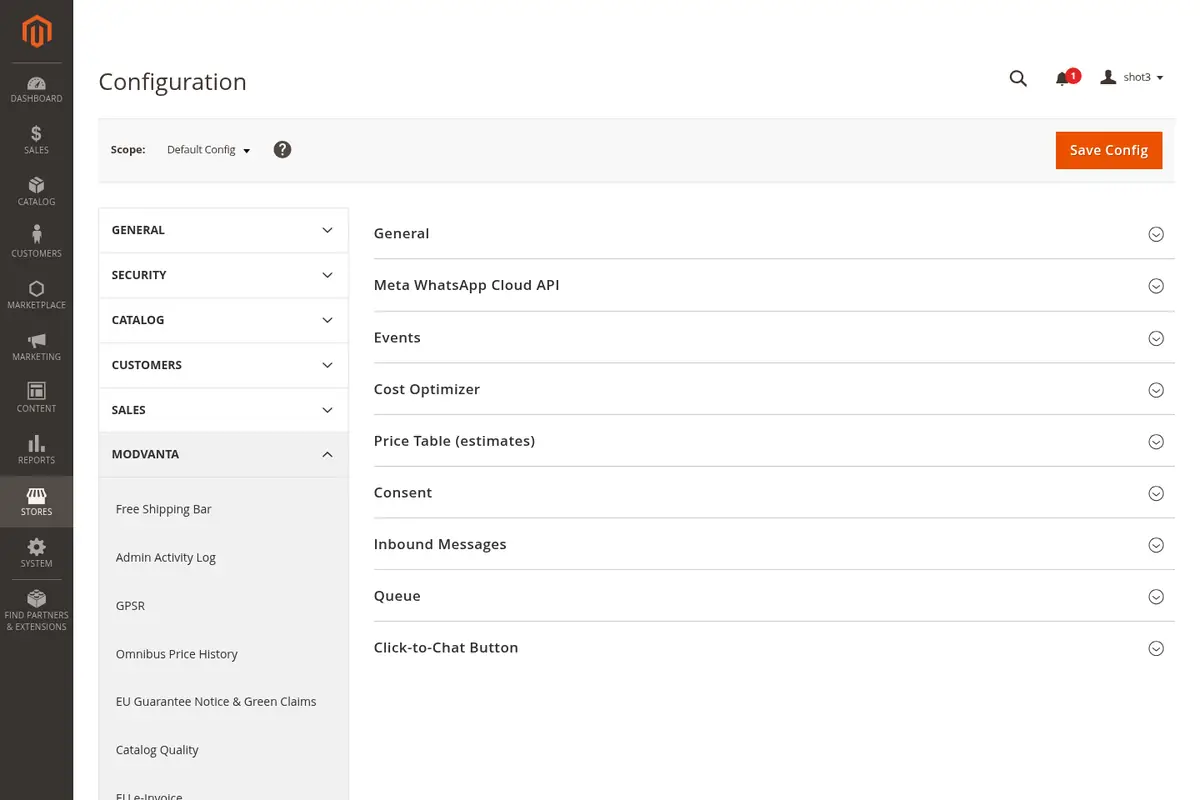 Configuration
1
shot3
Scope:
Default Config
?
Save Config
DASHBOARD
SALES
CATALOG
CUSTOMERS
MARKETPLACE
MARKETING
CONTENT
REPORTS
STORES
SYSTEM
FIND PARTNERS
& EXTENSIONS
GENERAL
SECURITY
CATALOG
CUSTOMERS
SALES
MODVANTA
Free Shipping Bar
Admin Activity Log
GPSR
Omnibus Price History
EU Guarantee Notice & Green Claims
Catalog Quality
EU e-Invoice
General
Meta WhatsApp Cloud API
Events
Cost Optimizer
Price Table (estimates)
Consent
Inbound Messages
Queue
Click-to-Chat Button